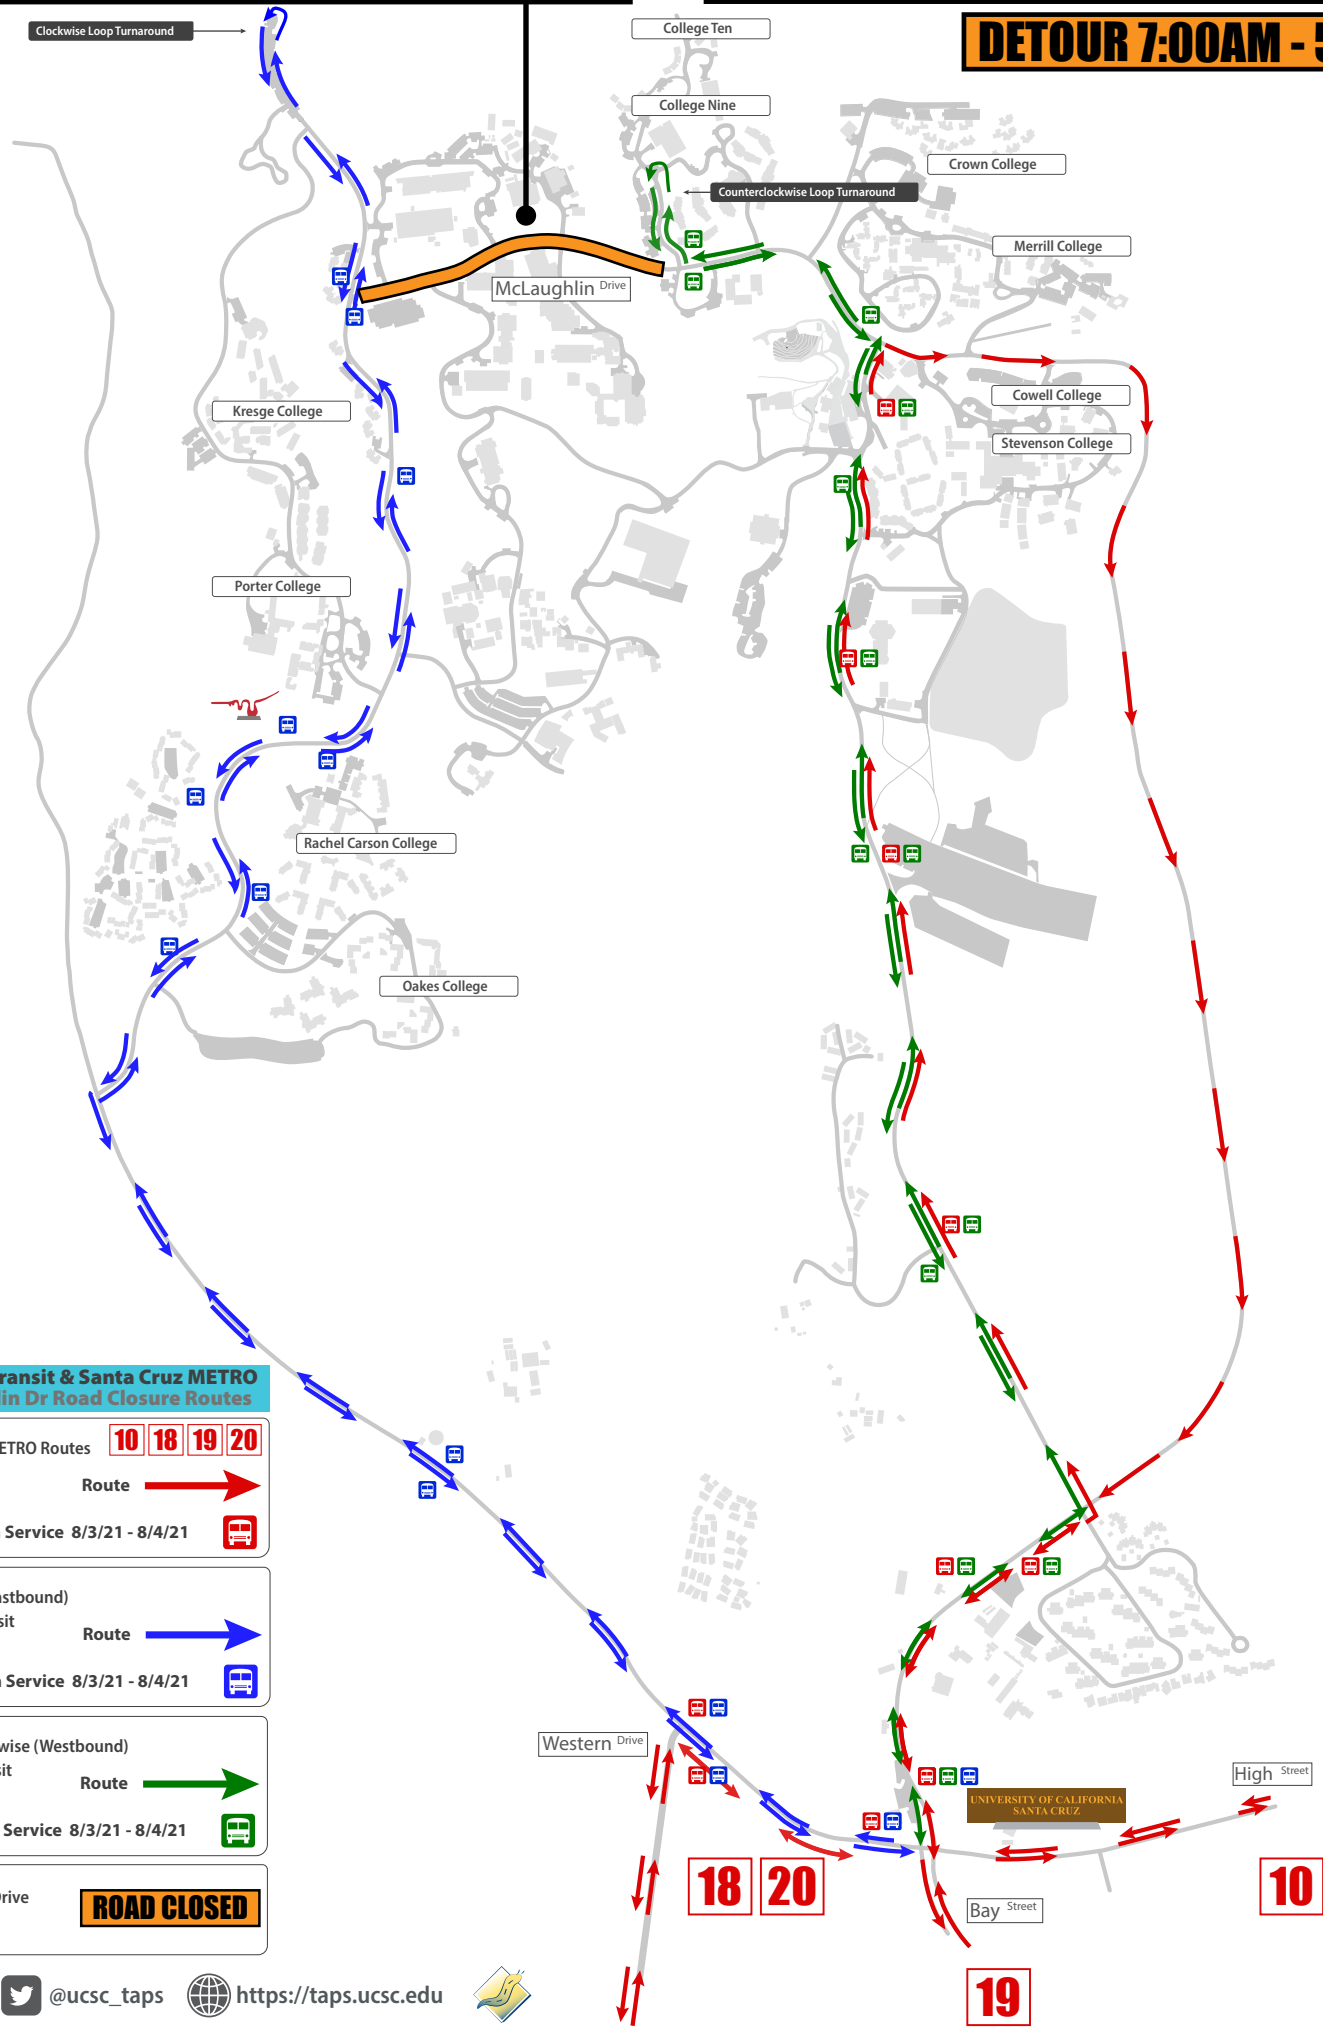 Clockwise Loop Turnaround
College Ten
DETOUR 7:00AM -
College Nine
Crown College
Counterclockwise Loop Turnaround
Merrill College
McLaughlin Drive
Cowell College
Kresge College
Stevenson College
Porter College
Rachel Carson College
Oakes College
ransit & Santa Cruz METRO
lin Dr Road Closure Routes
ETRO Routes 10 18 19 20
Route
Service 8/3/21 - 8/4/21
stbound)
sit
Route
Service 8/3/21 - 8/4/21
wise (Westbound)
sit
Route
Service 8/3/21 - 8/4/21
Drive
ROAD CLOSED
Western Drive
High Street
UNIVERSITY OF CALIFORNIA
SANTA CRUZ
18 20
10
Bay Street
19
@ucsc_taps
https://taps.ucsc.edu